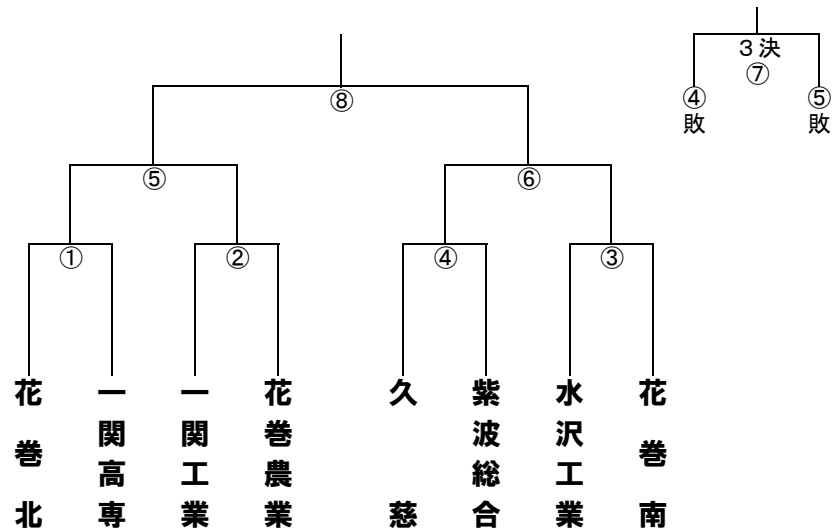 ３決
⑦
④
敗
⑤
敗
⑧
⑤
⑥
①
②
④
③
花巻北
一関高専
一関工業
花巻農業
久慈
紫波総合
水沢工業
花巻南